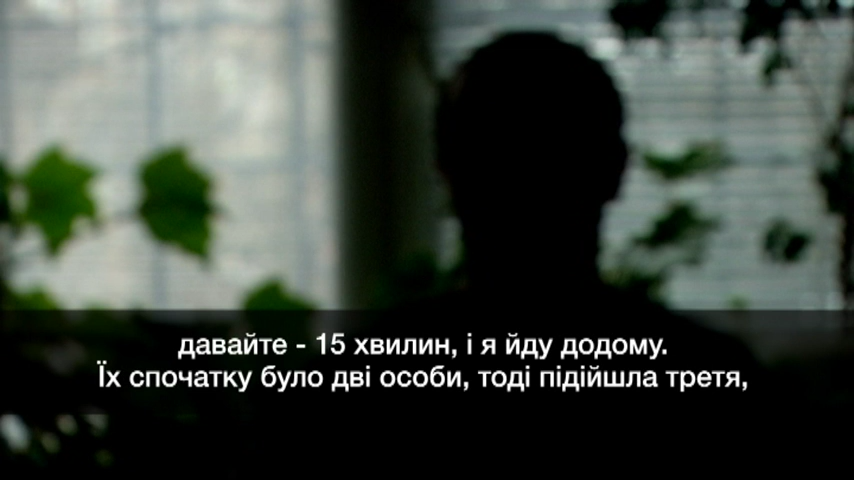 давайте - 15 хвилин, і я йду додому.
Їх спочатку було дві особи, тоді підійшла третя,